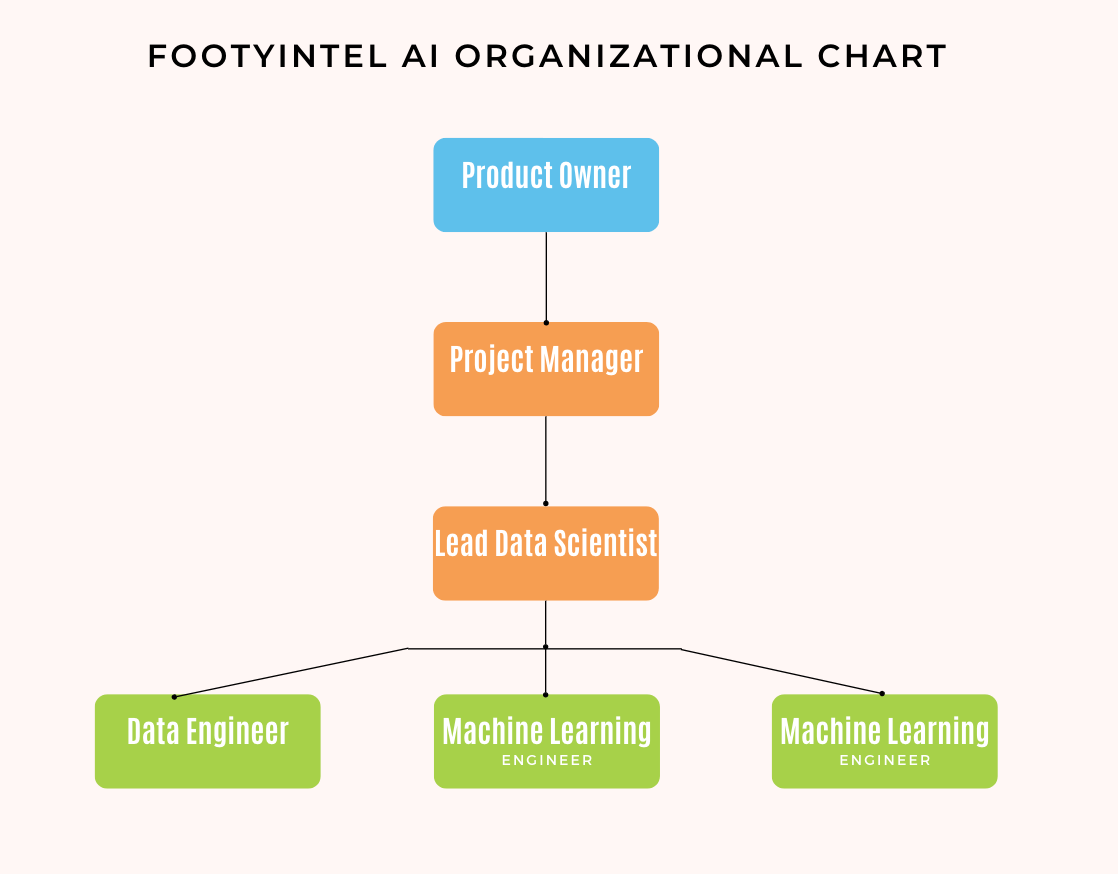 FOOTYINTEL AI ORGANIZATIONAL CHART
Product Owner
Project Manager
Lead Data Scientist
Data Engineer
Machine Learning
ENGINEER
Machine Learning
ENGINEER